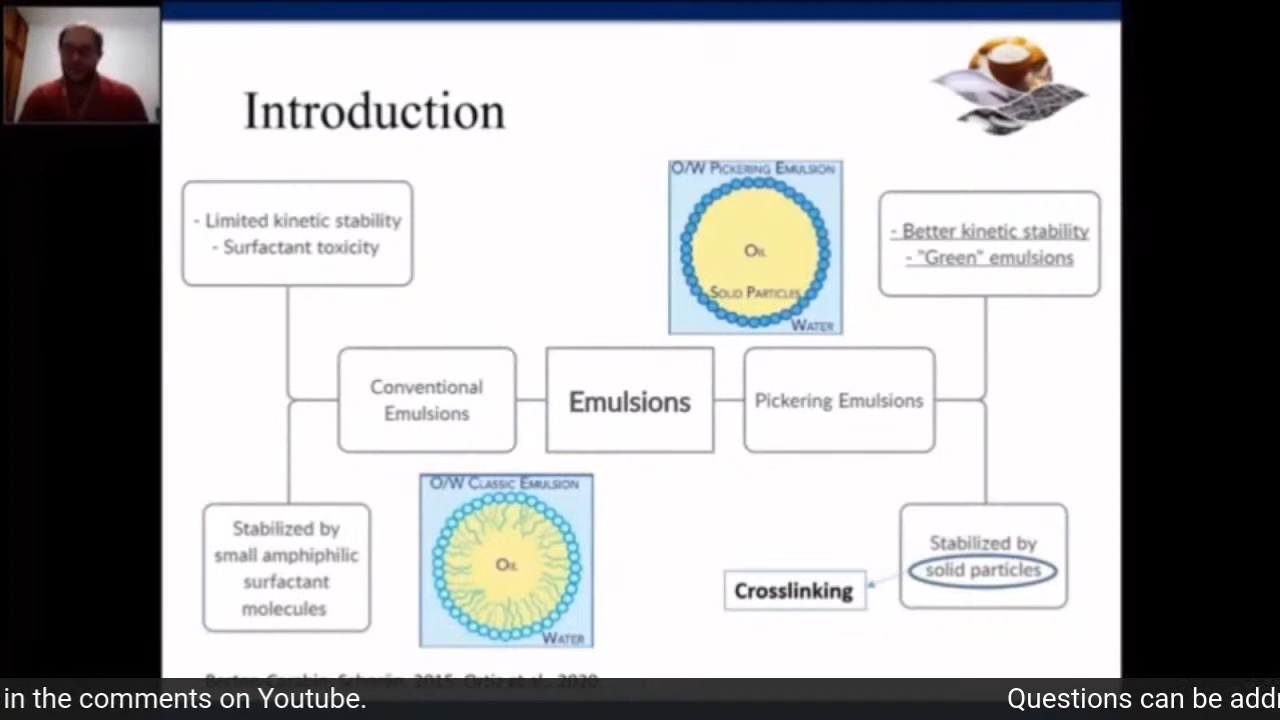 Introduction
- Limited kinetic stability
- Surfactant toxicity
O/W PICKERING EMULSION
OIL
SOLID PARTICLES
WATER
- Better kinetic stability
- "Green" emulsions
Conventional
Emulsions
Emulsions
Pickering Emulsions
Stabilized by
small amphiphilic
surfactant
molecules
O/W CLASSIC EMULSION
OIL
WATER
Crosslinking
Stabilized by
solid particles
in the comments on Youtube.
Questions can be add